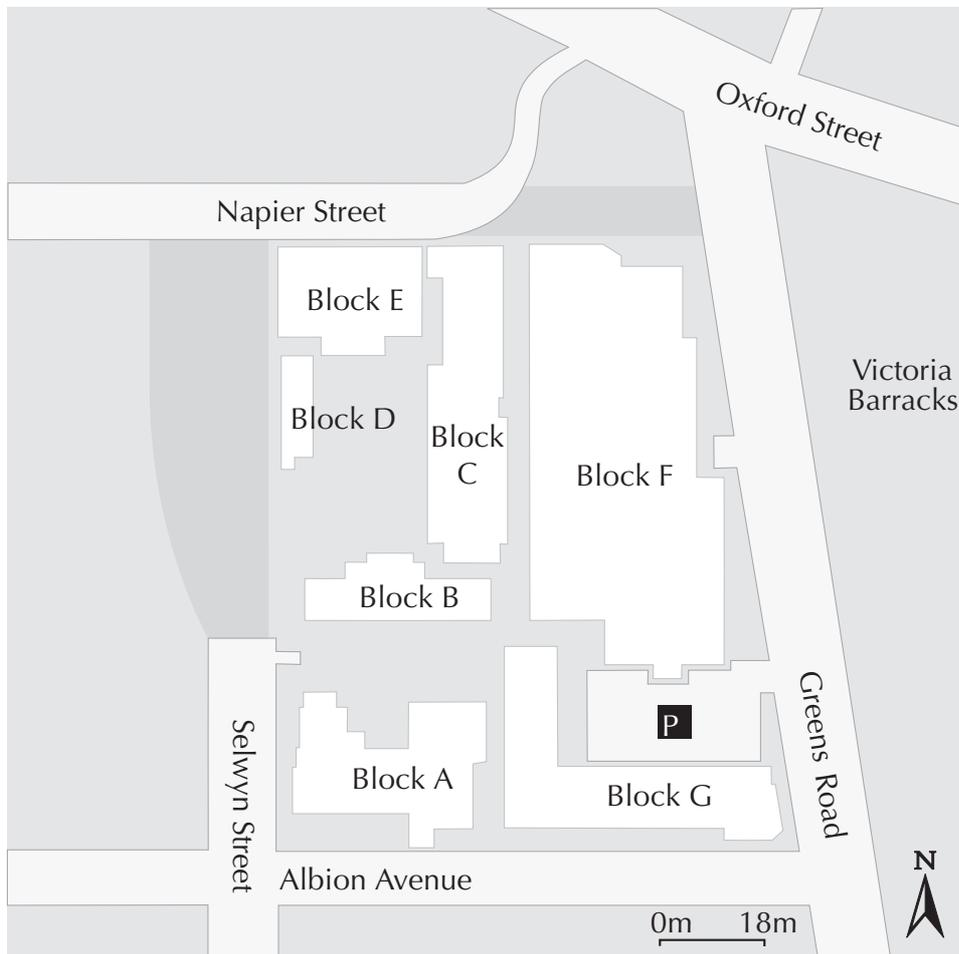 Oxford Street
Napier Street
Block E
Victoria
Barracks
Block D
Block
C
Block F
Block B
Greens Road
P
Selwyn Street
Block A
Block G
Albion Avenue
N
0m 18m